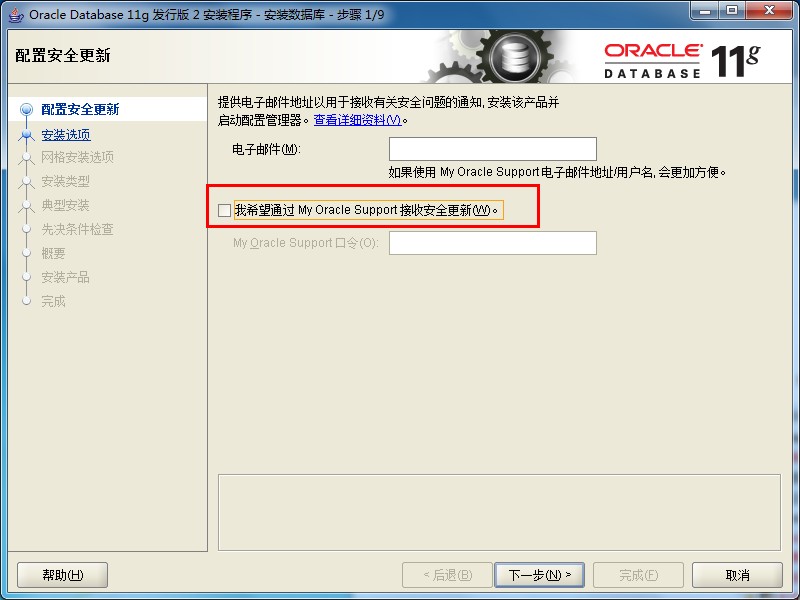 Oracle Database 11g 发行版 2 安装程序 - 安装数据库 - 步骤 1/9
配置安全更新
ORACLE
DATABASE
11g
配置安全更新
安装选项
网格安装选项
安装类型
典型安装
先决条件检查
概要
安装产品
完成
提供电子邮件地址以用于接收有关安全问题的通知, 安装该产品并
启动配置管理器。查看详细资料(V)。
电子邮件(M):
如果使用 My Oracle Support 电子邮件地址/用户名, 会更加方便。
我希望通过 My Oracle Support 接收安全更新(W)。
My Oracle Support 口令(O):
帮助(H)
< 后退(B)
下一步(N) >
完成(F)
取消